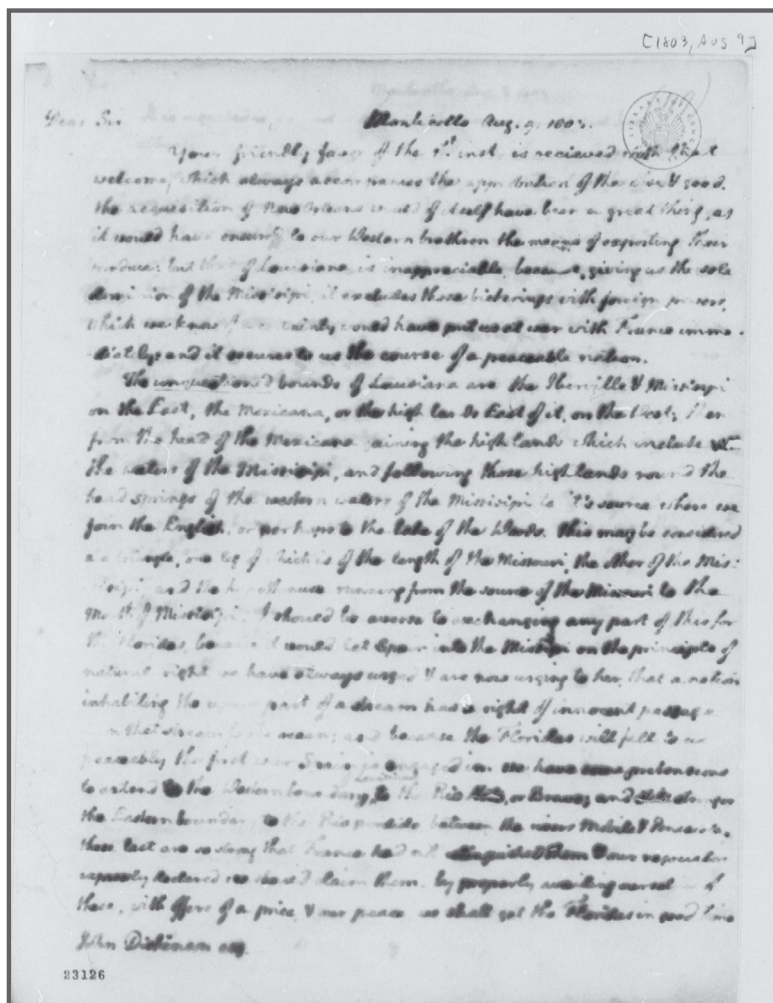 [1803, Aug 9]
Dear Sir Monticello Aug. 9. 1803.
Your friendly favor of the 1st. inst. is recieved with that
welcome which always accompanies the approbation of the wise & good.
the acquisition of New Orleans would of itself have been a great thing, as
it would have ensured to our Western brethren the means of exporting their
produce: but that of Louisiana is inappreciable, because, giving us the sole
dominion of the Missisipi, it excludes those bickerings with foreign powers,
which we know of a certainty would have put us at war with France imme-
diately: and it secures to us the course of a peaceable nation.
The unquestioned bounds of Louisiana are the Iberville & Missisipi
on the East, the Mexicana, or the high lands East of it, on the West; then
from the head of the Mexicana gaining the high lands which include
the waters of the Missisipi, and following those highlands round the
head springs of the western waters of the Missisipi to it's source where we
join the English, or perhaps to the lake of the Woods. this may be considered
as a triangle, one leg of which is of the length of the Missouri, the other of the Mis-
sisipi, and the hypothenuse running from the source of the Missouri to the
mouth of Missisipi. I should be averse to exchanging any part of this for
the Floridas, because it would let Spain into the Missisipi on the principle of
natural right we have always urged & are now urging to her, that a nation
inhabiting the upper part of a stream has a right of innocent passage
down that stream to the ocean: and because the Floridas will fall to us
peaceably the first war Spain is engaged in. we have some pretensions
to extend the Western boundary of Louisiana to the Rio or Bravo; and still stronger
the Eastern boundary to the Rio perdido between the rivers Mobile & Pensacola.
these last are so strong that France had not & our
expressly declared we should claim them. by properly availing ourselves of
these, with offers of a price, & our peace, we shall get the Floridas in good time
John Dickinson esq.
23126